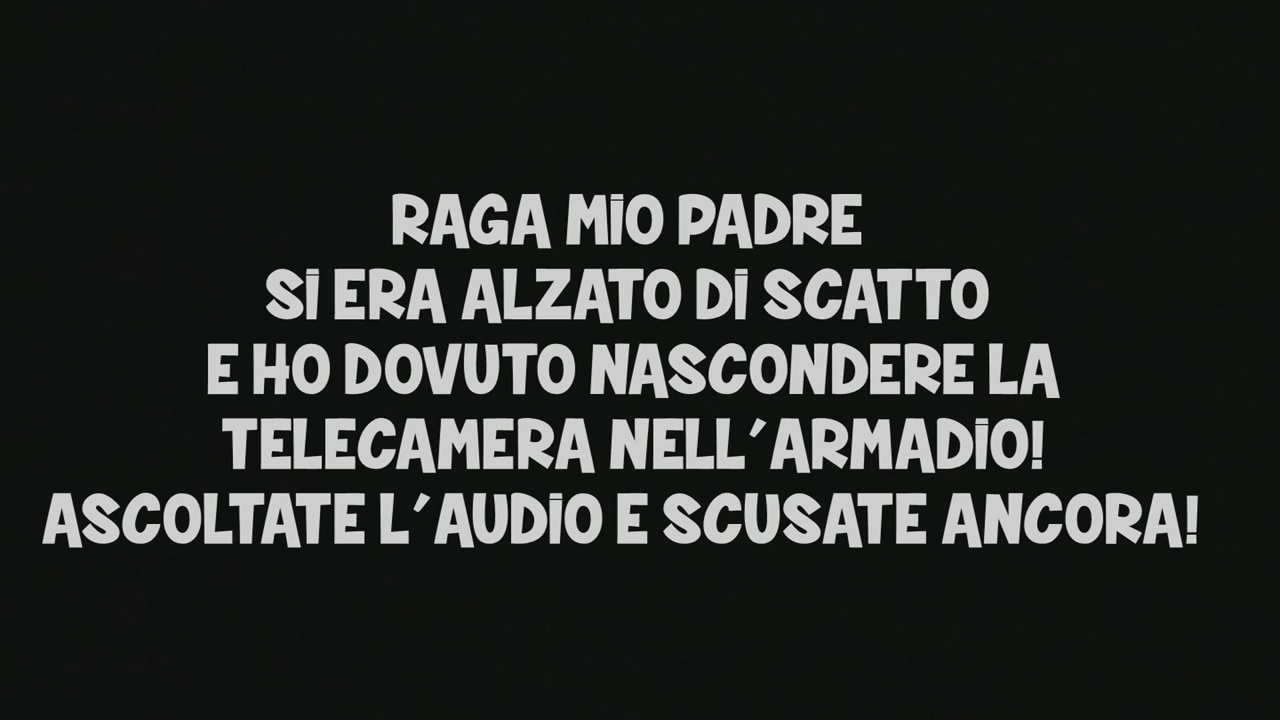 RAGA MiO PADRE
Si ERA ALZATO Di SCATTO
E HO DOVUTO NASCONDERE LA
TELECAMERA NELL'ARMADiO!
ASCOLTATE L'AUDiO E SCUSATE ANCORA!